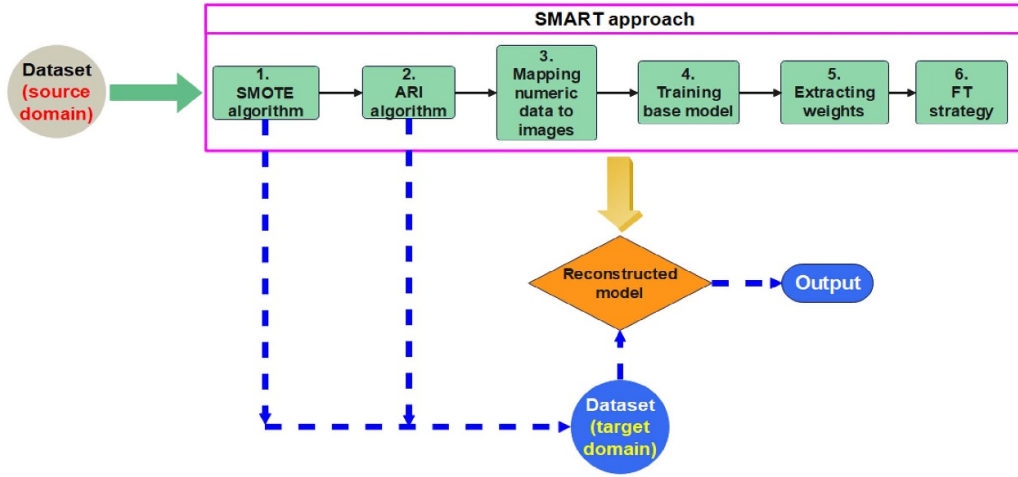 SMART approach
Dataset
(source
domain)
1.
SMOTE
algorithm
2.
ARI
algorithm
3.
Mapping
numeric
data to
images
4.
Training
base model
5.
Extracting
weights
6.
FT
strategy
Reconstructed
model
Output
Dataset
(target
domain)